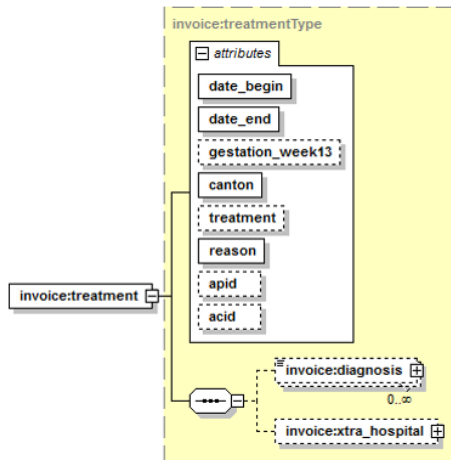 invoice:treatmentType
attributes
date_begin
date_end
gestation_week13
canton
treatment
reason
apid
acid
invoice:treatment
invoice:diagnosis
0..∞
invoice:xtra_hospital